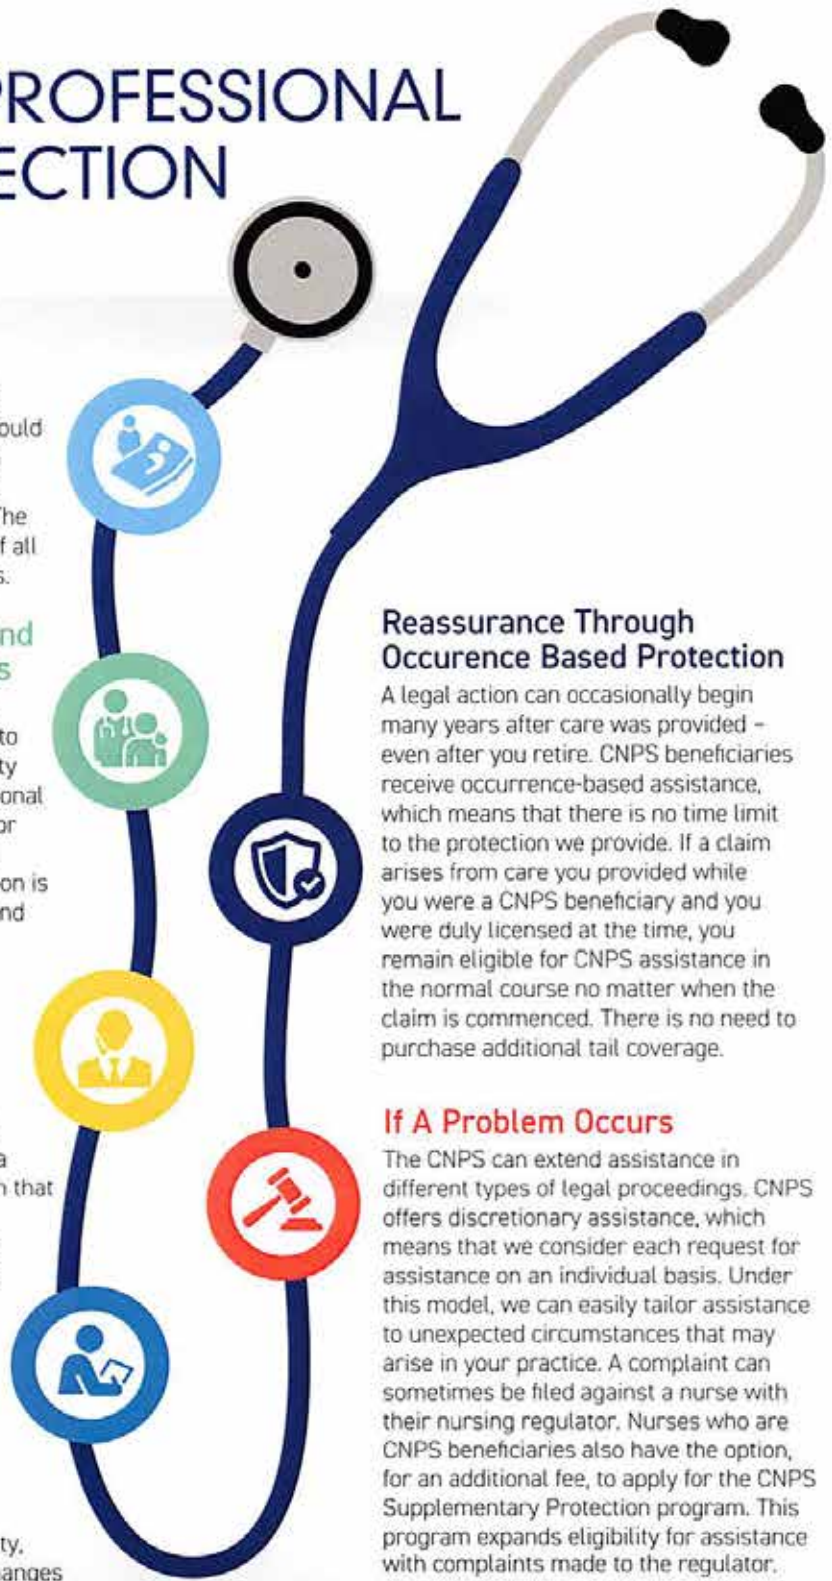 PROFESSIONAL
ECTION
ould
The
f all
s.
nd
s
to
ty
onal
or
on is
nd
a
n that
ty,
anges
Reassurance Through
Occurence Based Protection
A legal action can occasionally begin
many years after care was provided –
even after you retire. CNPS beneficiaries
receive occurrence-based assistance,
which means that there is no time limit
to the protection we provide. If a claim
arises from care you provided while
you were a CNPS beneficiary and you
were duly licensed at the time, you
remain eligible for CNPS assistance in
the normal course no matter when the
claim is commenced. There is no need to
purchase additional tail coverage.
If A Problem Occurs
The CNPS can extend assistance in
different types of legal proceedings. CNPS
offers discretionary assistance, which
means that we consider each request for
assistance on an individual basis. Under
this model, we can easily tailor assistance
to unexpected circumstances that may
arise in your practice. A complaint can
sometimes be filed against a nurse with
their nursing regulator. Nurses who are
CNPS beneficiaries also have the option,
for an additional fee, to apply for the CNPS
Supplementary Protection program. This
program expands eligibility for assistance
with complaints made to the regulator.